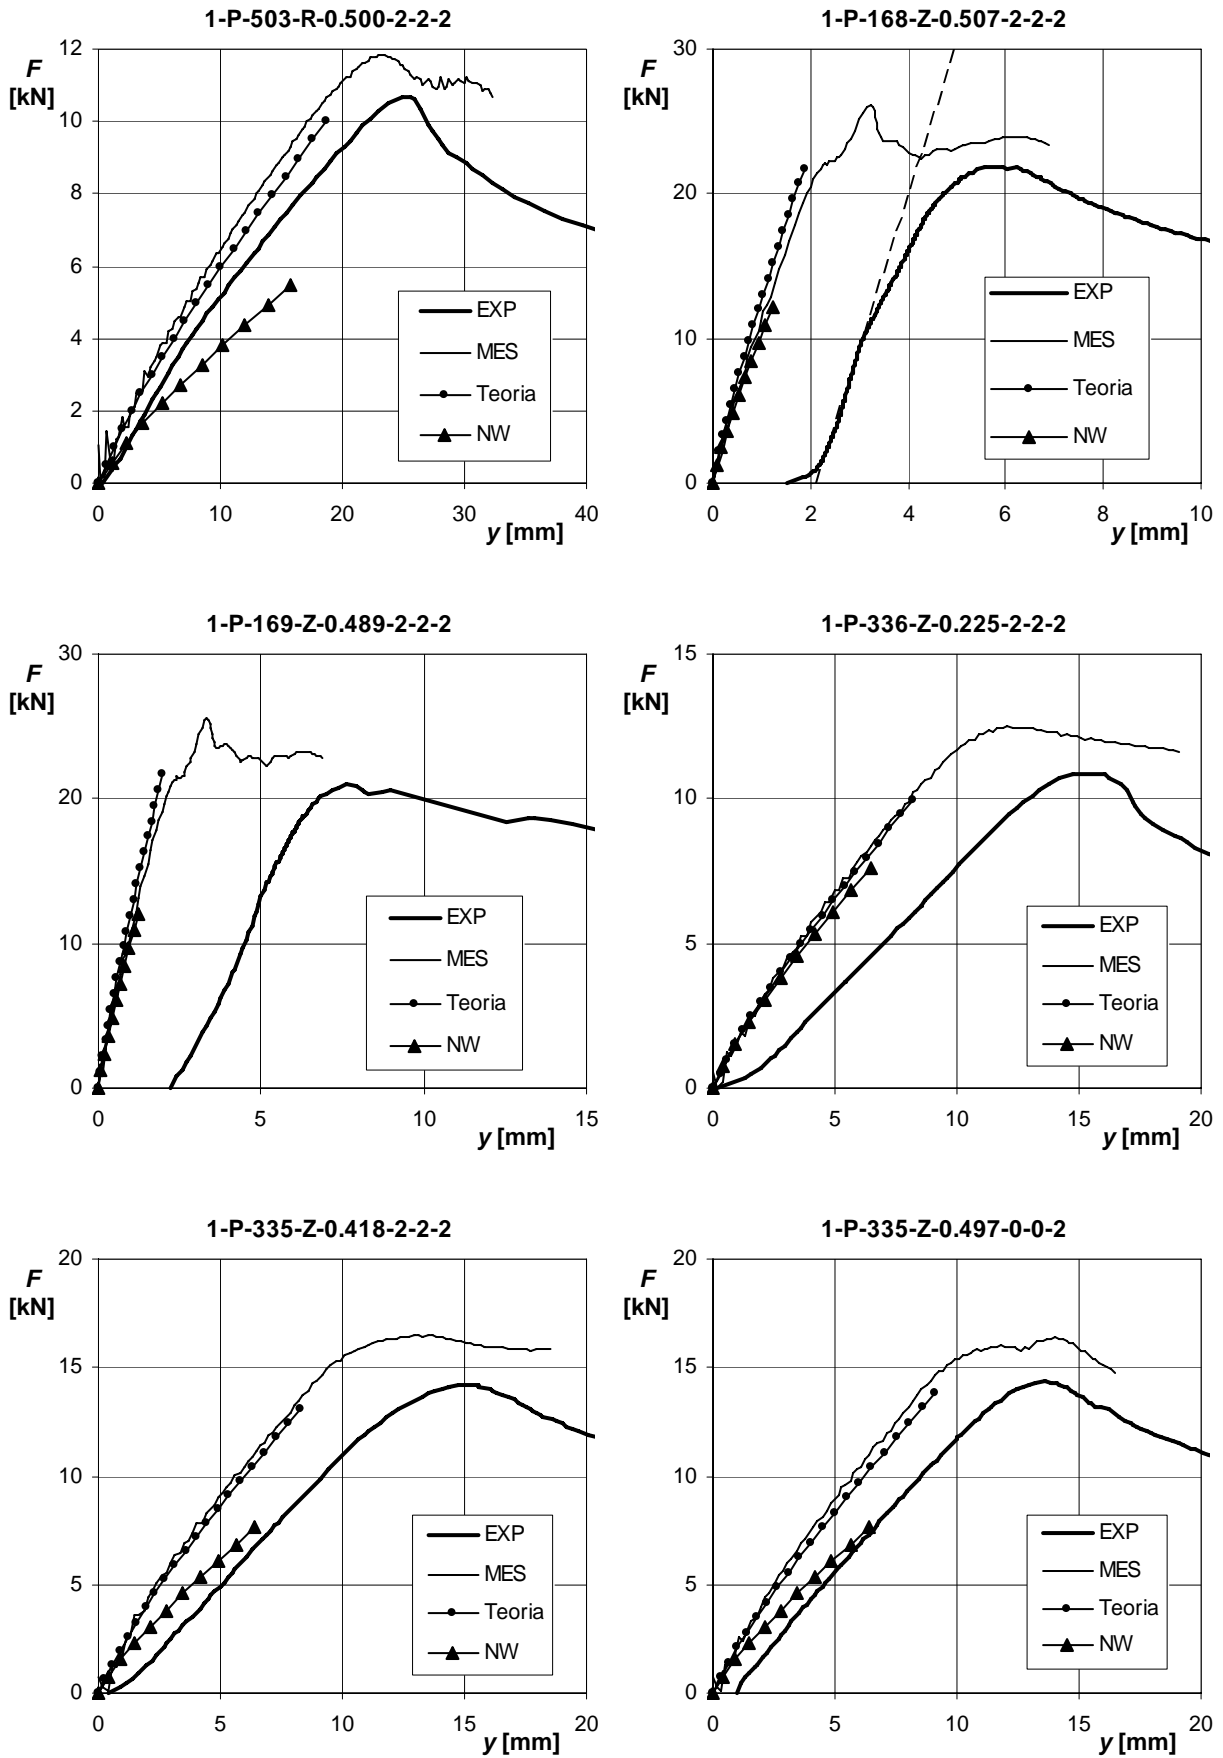 1-P-503-R-0.500-2-2-2
F
[kN]
12
10
8
6
4
2
0
0 10 20 30 40
y [mm]
EXP
MES
Teoria
NW
1-P-168-Z-0.507-2-2-2
F
[kN]
30
20
10
0
0 2 4 6 8 10
y [mm]
EXP
MES
Teoria
NW
1-P-169-Z-0.489-2-2-2
F
[kN]
30
20
10
0
0 5 10 15
y [mm]
EXP
MES
Teoria
NW
1-P-336-Z-0.225-2-2-2
F
[kN]
15
10
5
0
0 5 10 15 20
y [mm]
EXP
MES
Teoria
NW
1-P-335-Z-0.418-2-2-2
F
[kN]
20
15
10
5
0
0 5 10 15 20
y [mm]
EXP
MES
Teoria
NW
1-P-335-Z-0.497-0-0-2
F
[kN]
20
15
10
5
0
0 5 10 15 20
y [mm]
EXP
MES
Teoria
NW